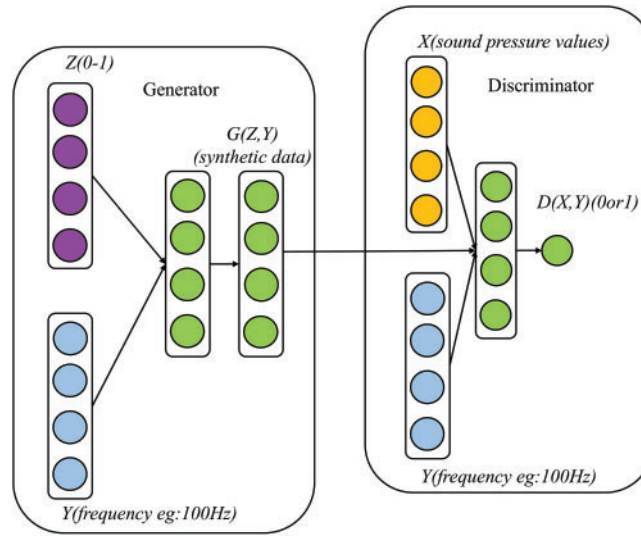 Z(0-1)
Generator
G(Z,Y)
(synthetic data)
Y(frequency eg:100Hz)
X(sound pressure values)
Discriminator
D(X,Y)(0or1)
Y(frequency eg:100Hz)